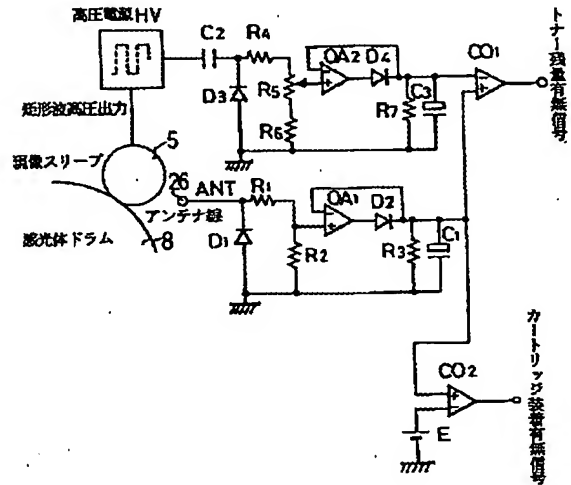 高圧電源HV
C2
R4
D3
R5
R6
OA2
D4
R7
C3
CO1
トナー残量有無信号
矩形波高圧出力
5
現像スリーブ
26
ANT
アンテナ線
感光体ドラム
8
D1
R1
R2
OA1
D2
R3
C1
CO2
E
カートリッジ装着有無信号